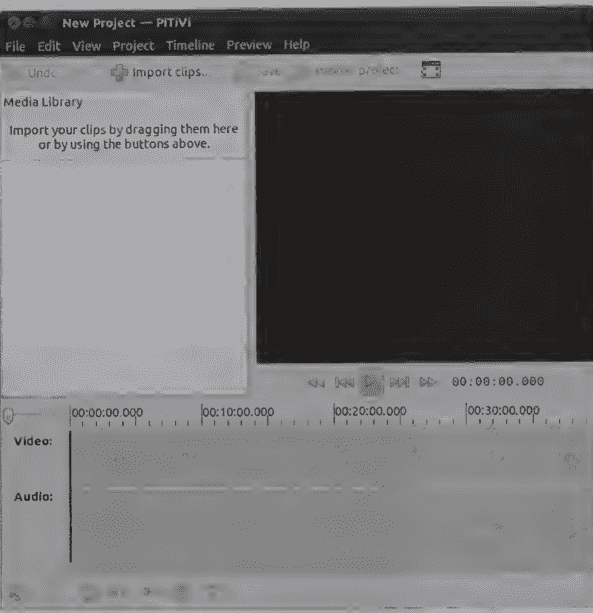 New Project — PiTiVi
File Edit View Project Timeline Preview Help
Undo Import clips... project
Media Library
Import your clips by dragging them here
or by using the buttons above.
00:00:00.000
00:00:00.000 00:10:00.000 00:20:00.000 00:30:00.000
Video:
Audio: